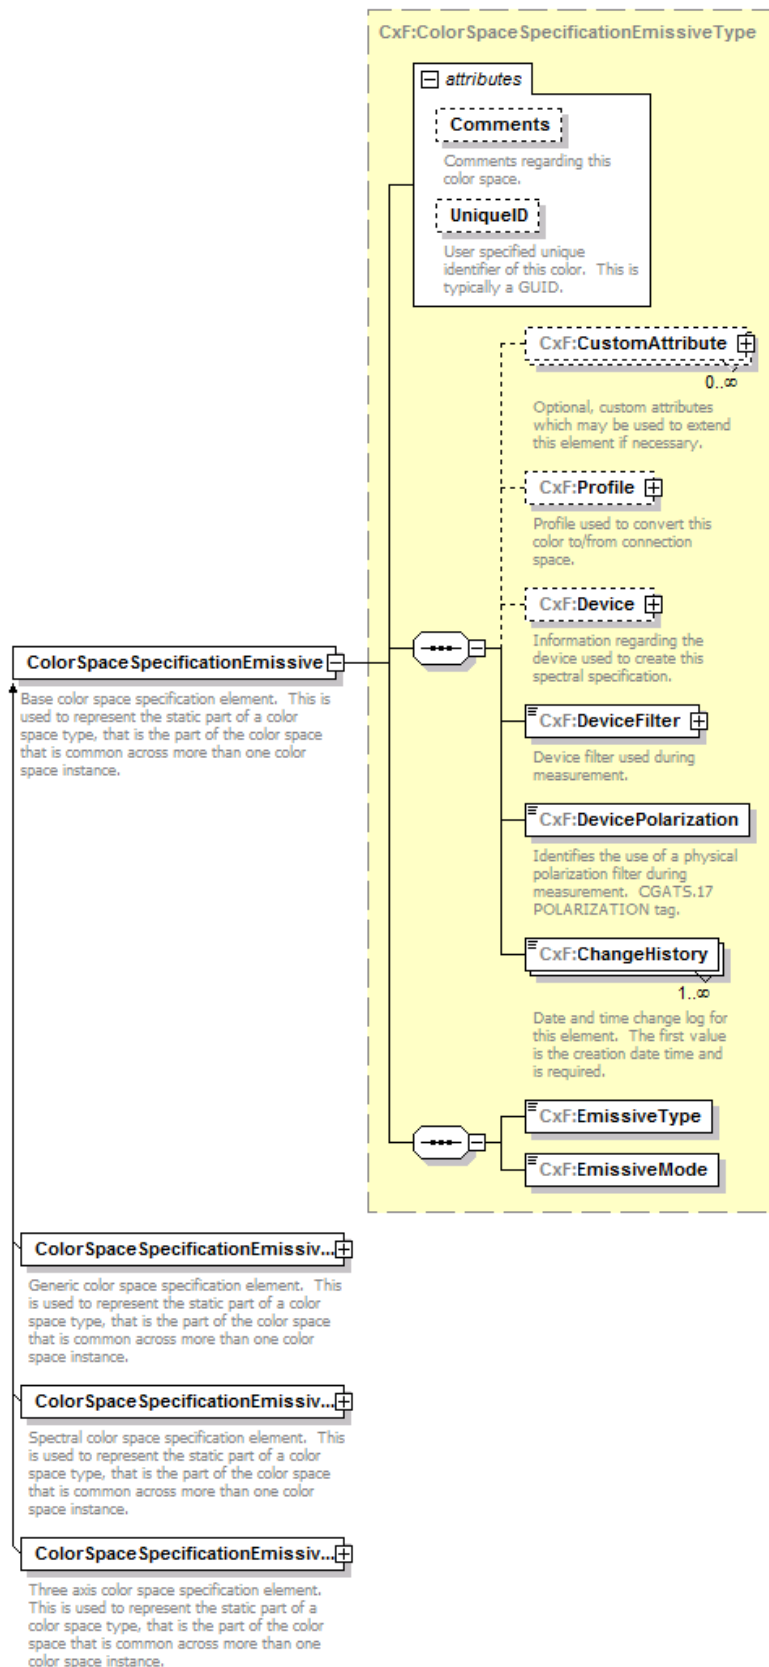 CxF:ColorSpaceSpecificationEmissiveType
attributes
Comments
Comments regarding this
color space.
UniqueID
User specified unique
identifier of this color. This is
typically a GUID.
CxF:CustomAttribute
0..∞
Optional, custom attributes
which may be used to extend
this element if necessary.
CxF:Profile
Profile used to convert this
color to/from connection
space.
CxF:Device
Information regarding the
device used to create this
spectral specification.
ColorSpaceSpecificationEmissive
Base color space specification element. This is
used to represent the static part of a color
space type, that is the part of the color space
that is common across more than one color
space instance.
CxF:DeviceFilter
Device filter used during
measurement.
CxF:DevicePolarization
Identifies the use of a physical
polarization filter during
measurement. CGATS.17
POLARIZATION tag.
CxF:ChangeHistory
1..∞
Date and time change log for
this element. The first value
is the creation date time and
is required.
CxF:EmissiveType
CxF:EmissiveMode
ColorSpaceSpecificationEmissiv...
Generic color space specification element. This
is used to represent the static part of a color
space type, that is the part of the color space
that is common across more than one color
space instance.
ColorSpaceSpecificationEmissiv...
Spectral color space specification element. This
is used to represent the static part of a color
space type, that is the part of the color space
that is common across more than one color
space instance.
ColorSpaceSpecificationEmissiv...
Three axis color space specification element.
This is used to represent the static part of a
color space type, that is the part of the color
space that is common across more than one
color space instance.